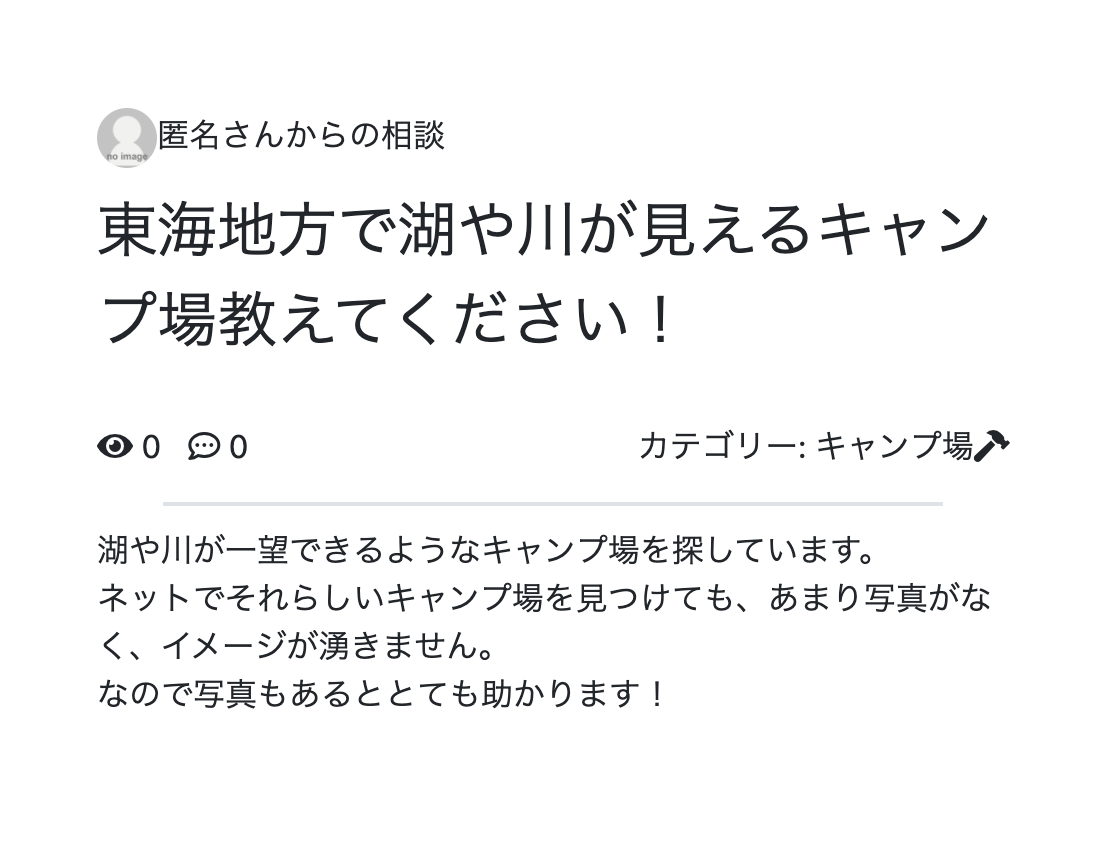 no image
匿名さんからの相談
東海地方で湖や川が見えるキャン
プ場教えてください！
0 0 カテゴリー: キャンプ場
湖や川が一望できるようなキャンプ場を探しています。
ネットでそれらしいキャンプ場を見つけても、あまり写真がな
く、イメージが湧きません。
なので写真もあるととても助かります！